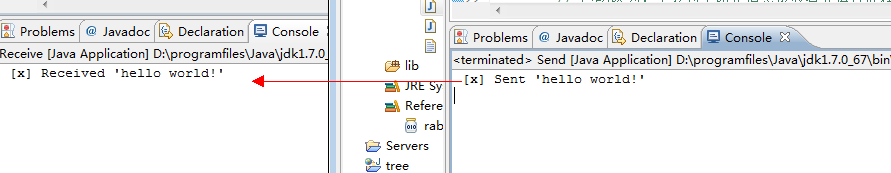 Problems @ Javadoc Declaration Console
Receive [Java Application] D:\programfiles\Java\jdk1.7.0_
[x] Received 'hello world!'
lib
JRE Sy
Refere
rab
Servers
tree
Problems @ Javadoc Declaration Console
<terminated> Send [Java Application] D:\programfiles\Java\jdk1.7.0_67\bin
[x] Sent 'hello world!'